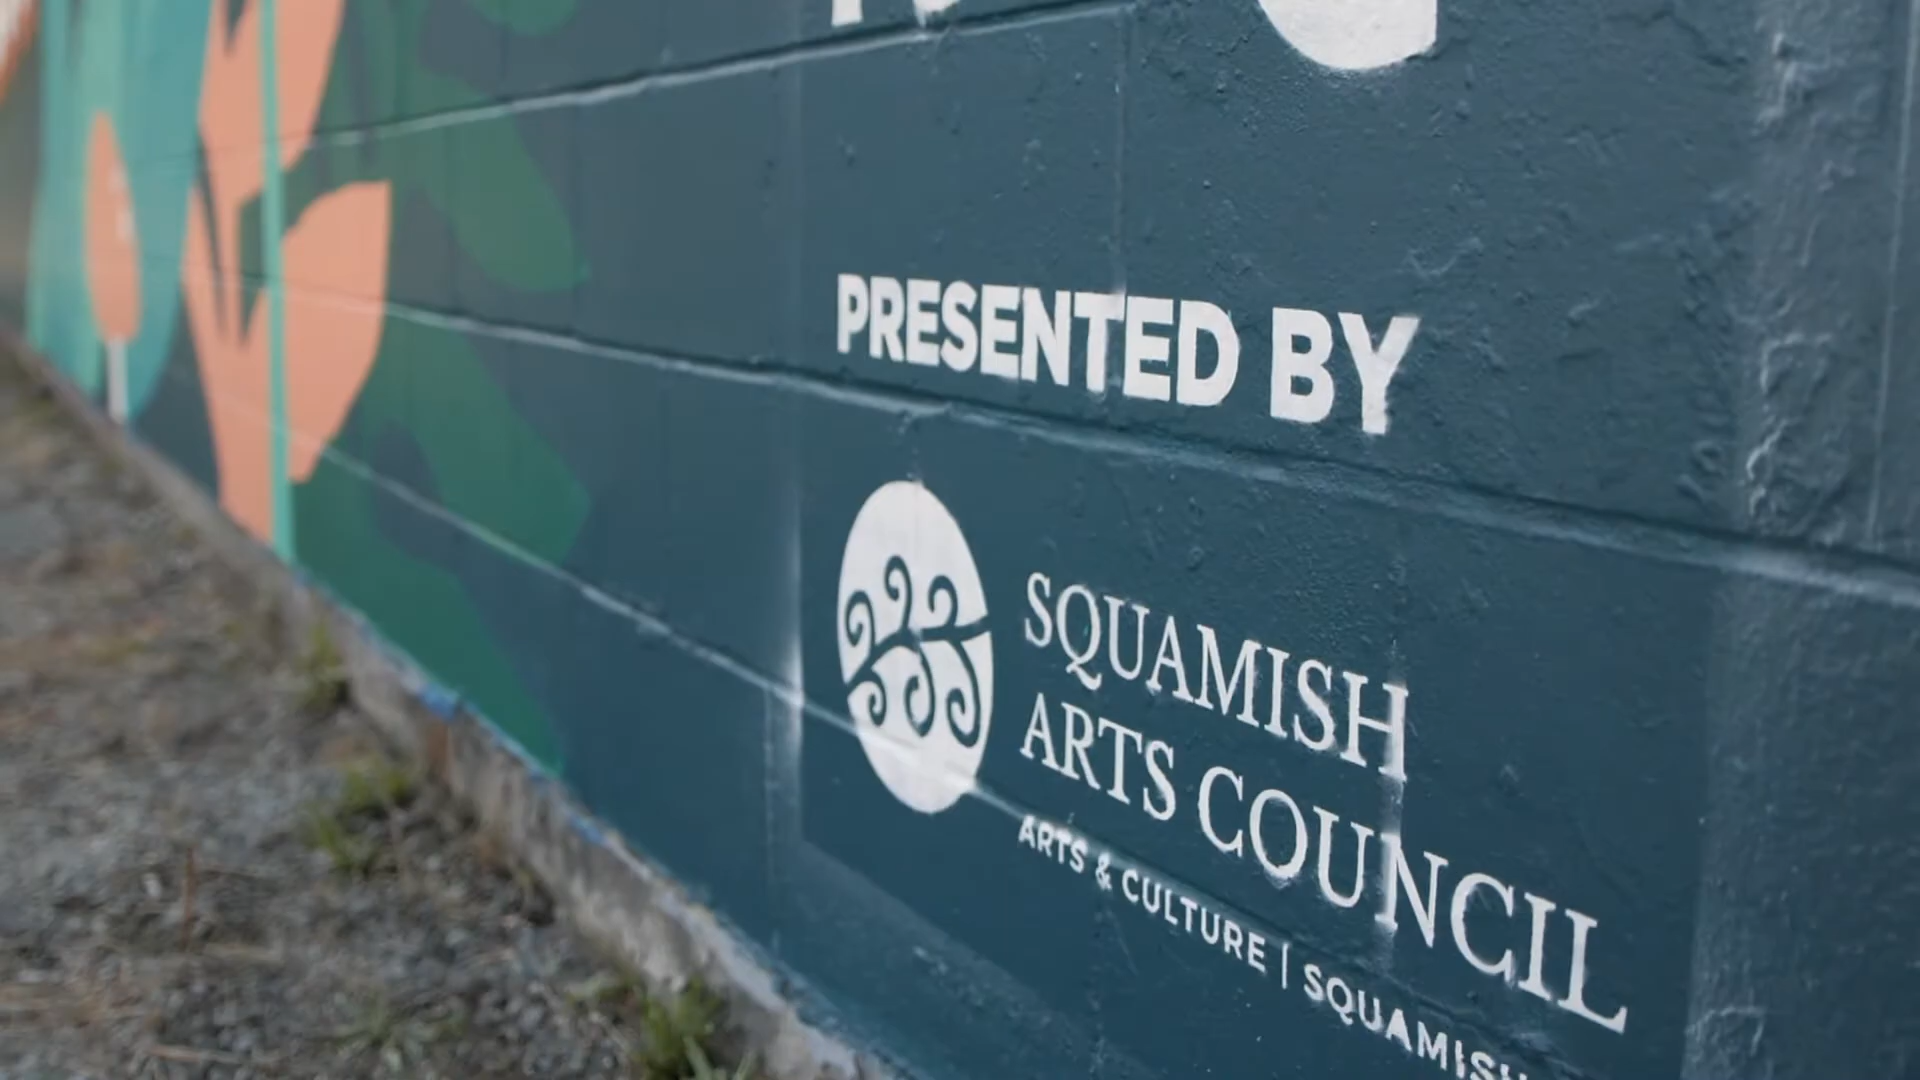 PRESENTED BY
SQUAMISH
ARTS COUNCIL
ARTS & CULTURE | SQUAMISH